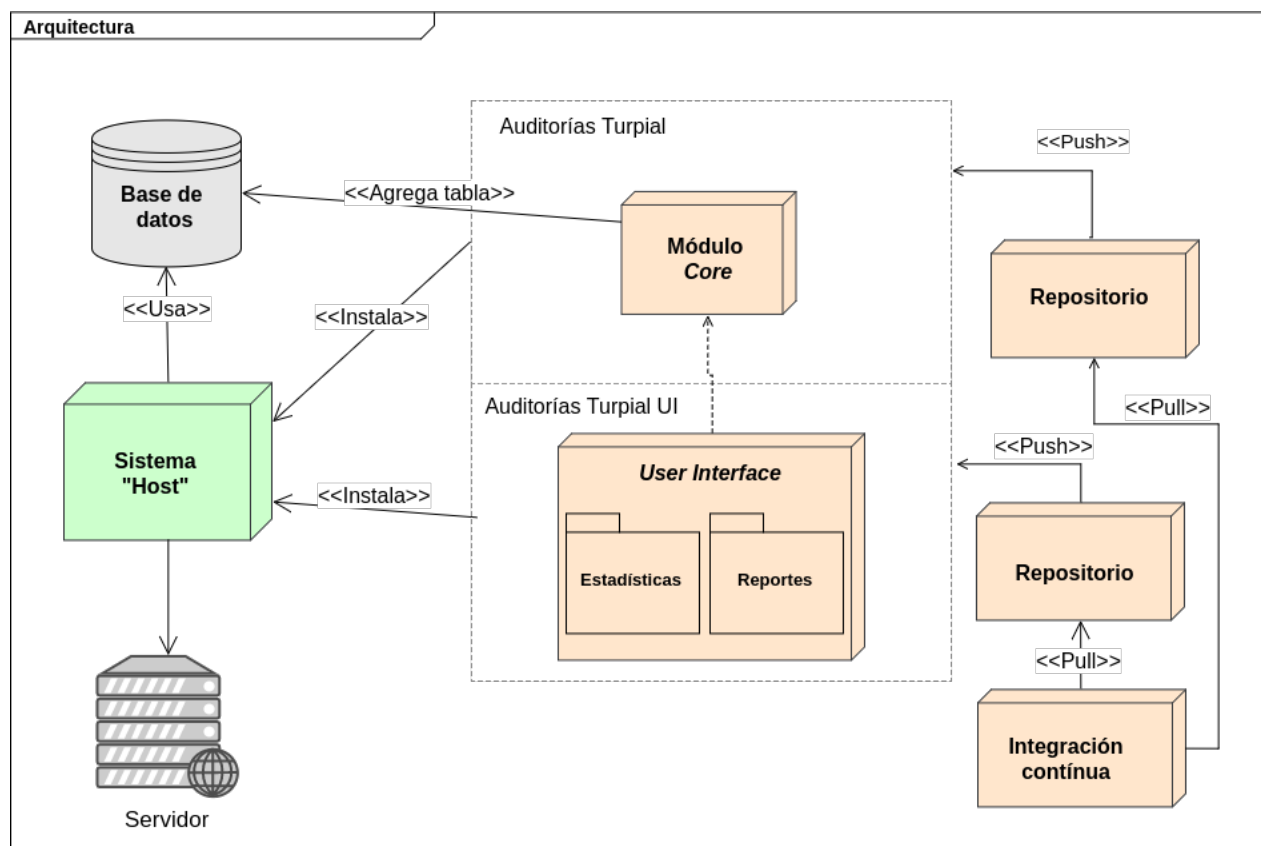 Arquitectura
Auditorías Turpial
<<Push>>
Base de
datos
<<Agrega tabla>>
Módulo
Core
Repositorio
<<Usa>>
<<Instala>>
Auditorías Turpial UI
<<Pull>>
<<Push>>
Sistema
"Host"
User Interface
<<Instala>>
Estadísticas
Reportes
Repositorio
<<Pull>>
Integración
contínua
Servidor